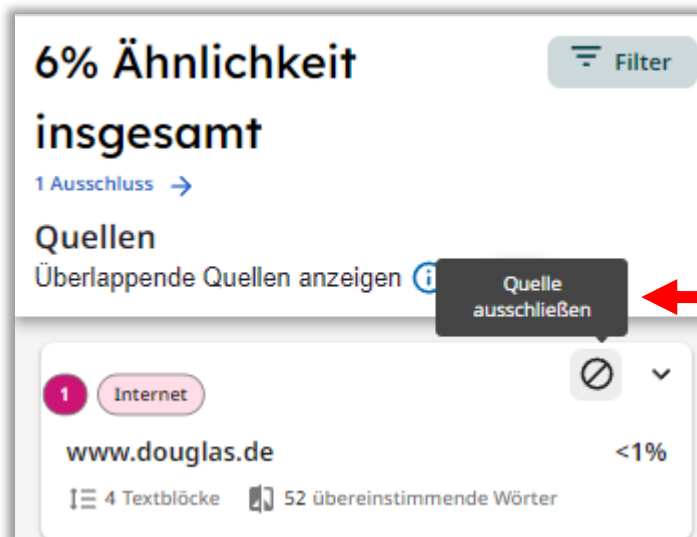 6% Ähnlichkeit
Filter
insgesamt
1 Ausschluss
Quellen
Überlappende Quellen anzeigen
Quelle
ausschließen
1 Internet
www.douglas.de <1%
4 Textblöcke 52 übereinstimmende Wörter